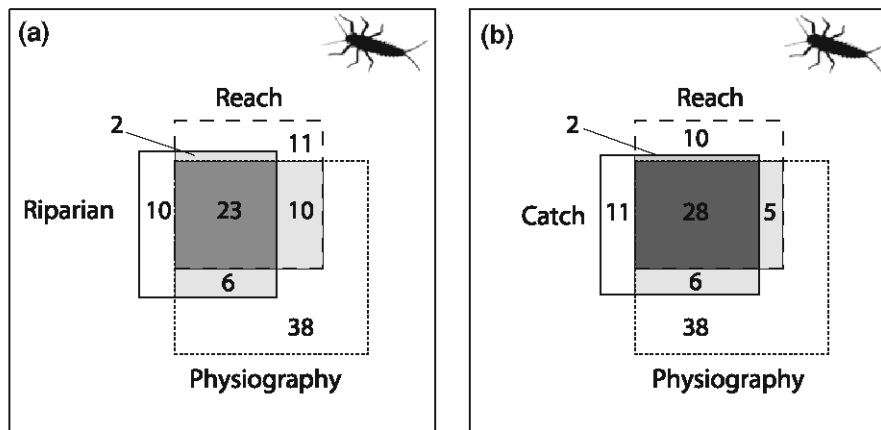 (a)
Reach
2
11
Riparian
10
23
10
6
38
Physiography
(b)
Reach
2
10
Catch
11
28
5
6
38
Physiography